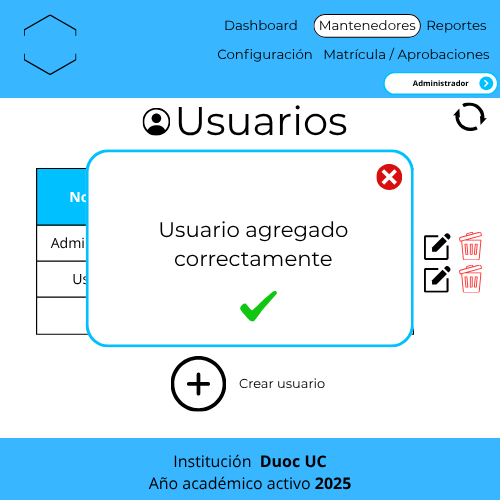 Dashboard Mantenedores Reportes
Configuración Matrícula / Aprobaciones
Administrador
Usuarios
Usuario agregado
correctamente
Crear usuario
Institución Duoc UC
Año académico activo 2025